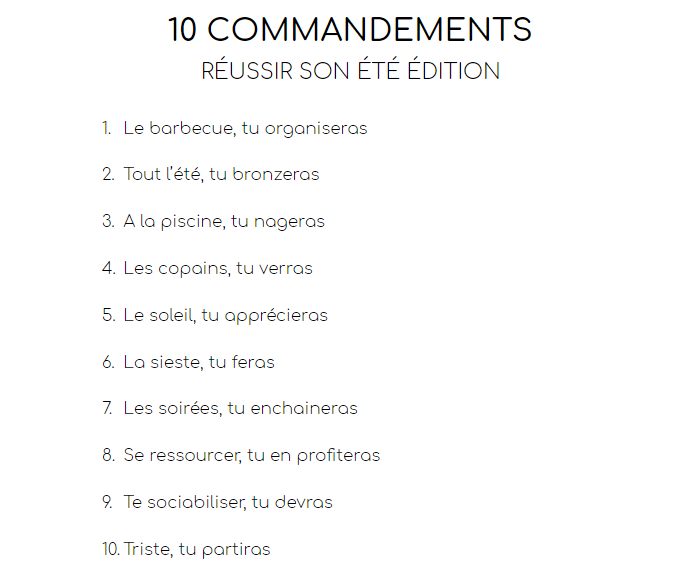 10 COMMANDEMENTS
RÉUSSIR SON ÉTÉ ÉDITION
1. Le barbecue, tu organiseras
2. Tout l'été, tu bronzeras
3. A la piscine, tu nageras
4. Les copains, tu verras
5. Le soleil, tu apprécieras
6. La sieste, tu feras
7. Les soirées, tu enchaineras
8. Se ressourcer, tu en profiteras
9. Te sociabiliser, tu devras
10. Triste, tu partiras